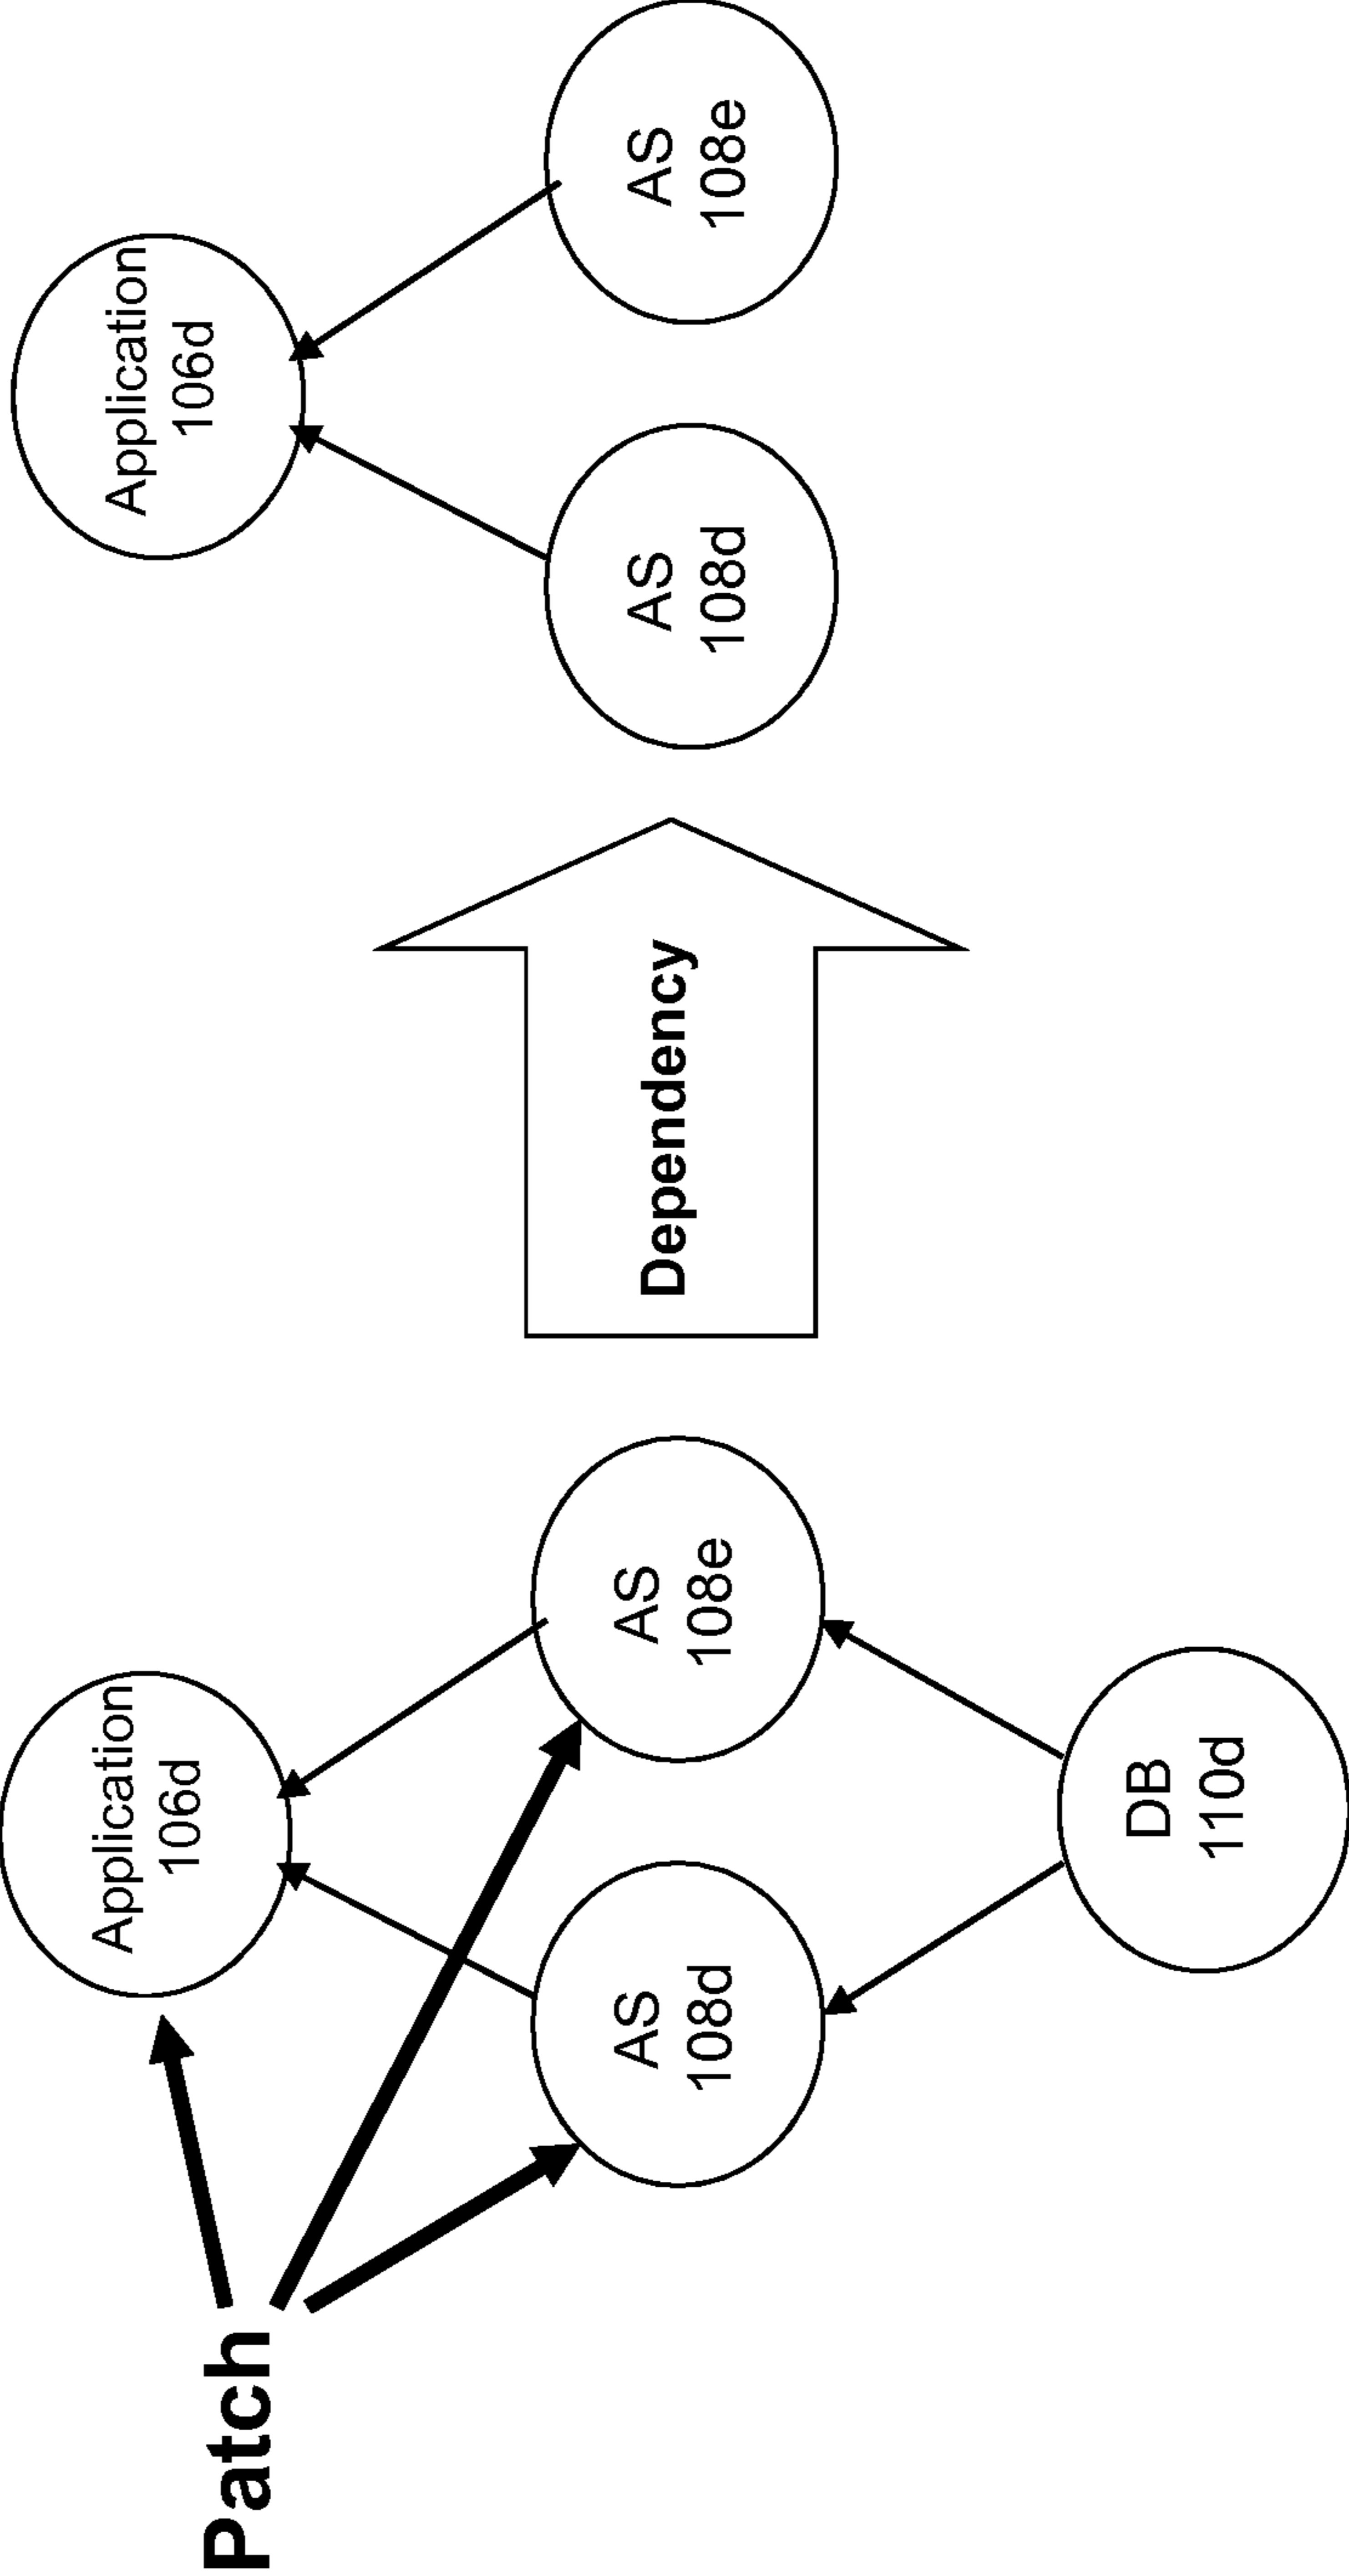 Patch
Application
106d
AS
108d
AS
108e
DB
110d
Dependency
Application
106d
AS
108d
AS
108e